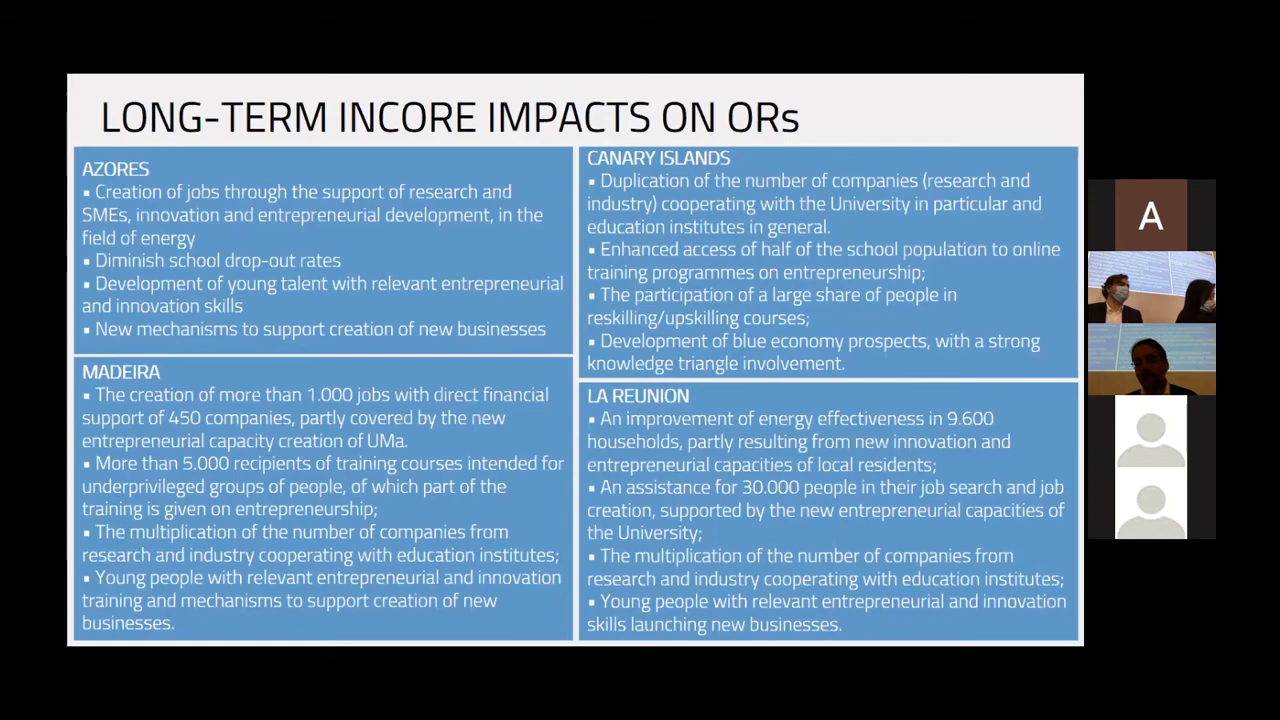 LONG-TERM INCORE IMPACTS ON ORs
AZORES
▪ Creation of jobs through the support of research and
SMEs, innovation and entrepreneurial development, in the
field of energy
▪ Diminish school drop-out rates
▪ Development of young talent with relevant entrepreneurial
and innovation skills
▪ New mechanisms to support creation of new businesses
MADEIRA
▪ The creation of more than 1.000 jobs with direct financial
support of 450 companies, partly covered by the new
entrepreneurial capacity creation of UMa.
▪ More than 5.000 recipients of training courses intended for
underprivileged groups of people, of which part of the
training is given on entrepreneurship;
▪ The multiplication of the number of companies from
research and industry cooperating with education institutes;
▪ Young people with relevant entrepreneurial and innovation
training and mechanisms to support creation of new
businesses.
CANARY ISLANDS
▪ Duplication of the number of companies (research and
industry) cooperating with the University in particular and
education institutes in general.
▪ Enhanced access of half of the school population to online
training programmes on entrepreneurship;
▪ The participation of a large share of people in
reskilling/upskilling courses;
▪ Development of blue economy prospects, with a strong
knowledge triangle involvement.
LA REUNION
▪ An improvement of energy effectiveness in 9.600
households, partly resulting from new innovation and
entrepreneurial capacities of local residents;
▪ An assistance for 30.000 people in their job search and job
creation, supported by the new entrepreneurial capacities of
the University;
▪ The multiplication of the number of companies from
research and industry cooperating with education institutes;
▪ Young people with relevant entrepreneurial and innovation
skills launching new businesses.
A